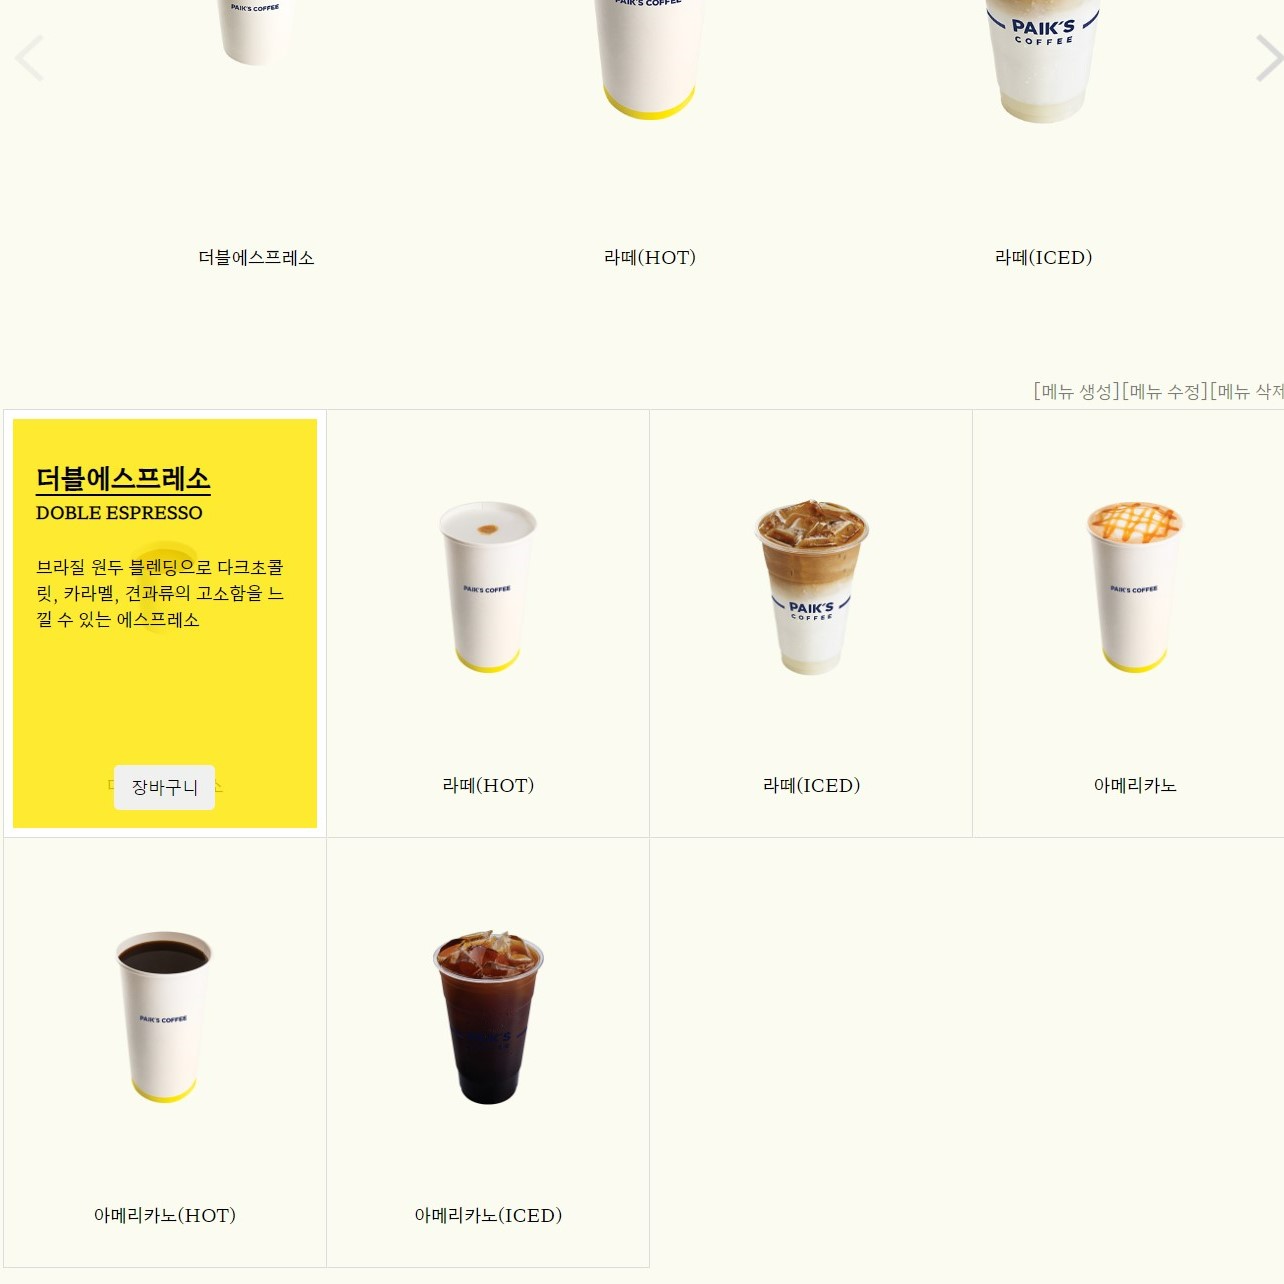 PAIK'S COFFEE
PAIK'S COFFEE
PAIK'S
COFFEE
더블에스프레소
라떼(HOT)
라떼(ICED)
[메뉴 생성][메뉴 수정][메뉴 삭제
더블에스프레소
DOBLE ESPRESSO
브라질 원두 블렌딩으로 다크초콜
릿, 카라멜, 견과류의 고소함을 느
낄 수 있는 에스프레소
장바구니
PAIK'S COFFEE
라떼(HOT)
PAIK'S
COFFEE
라떼(ICED)
PAIK'S COFFEE
아메리카노
PAIK'S COFFEE
아메리카노(HOT)
PAIK'S
아메리카노(ICED)